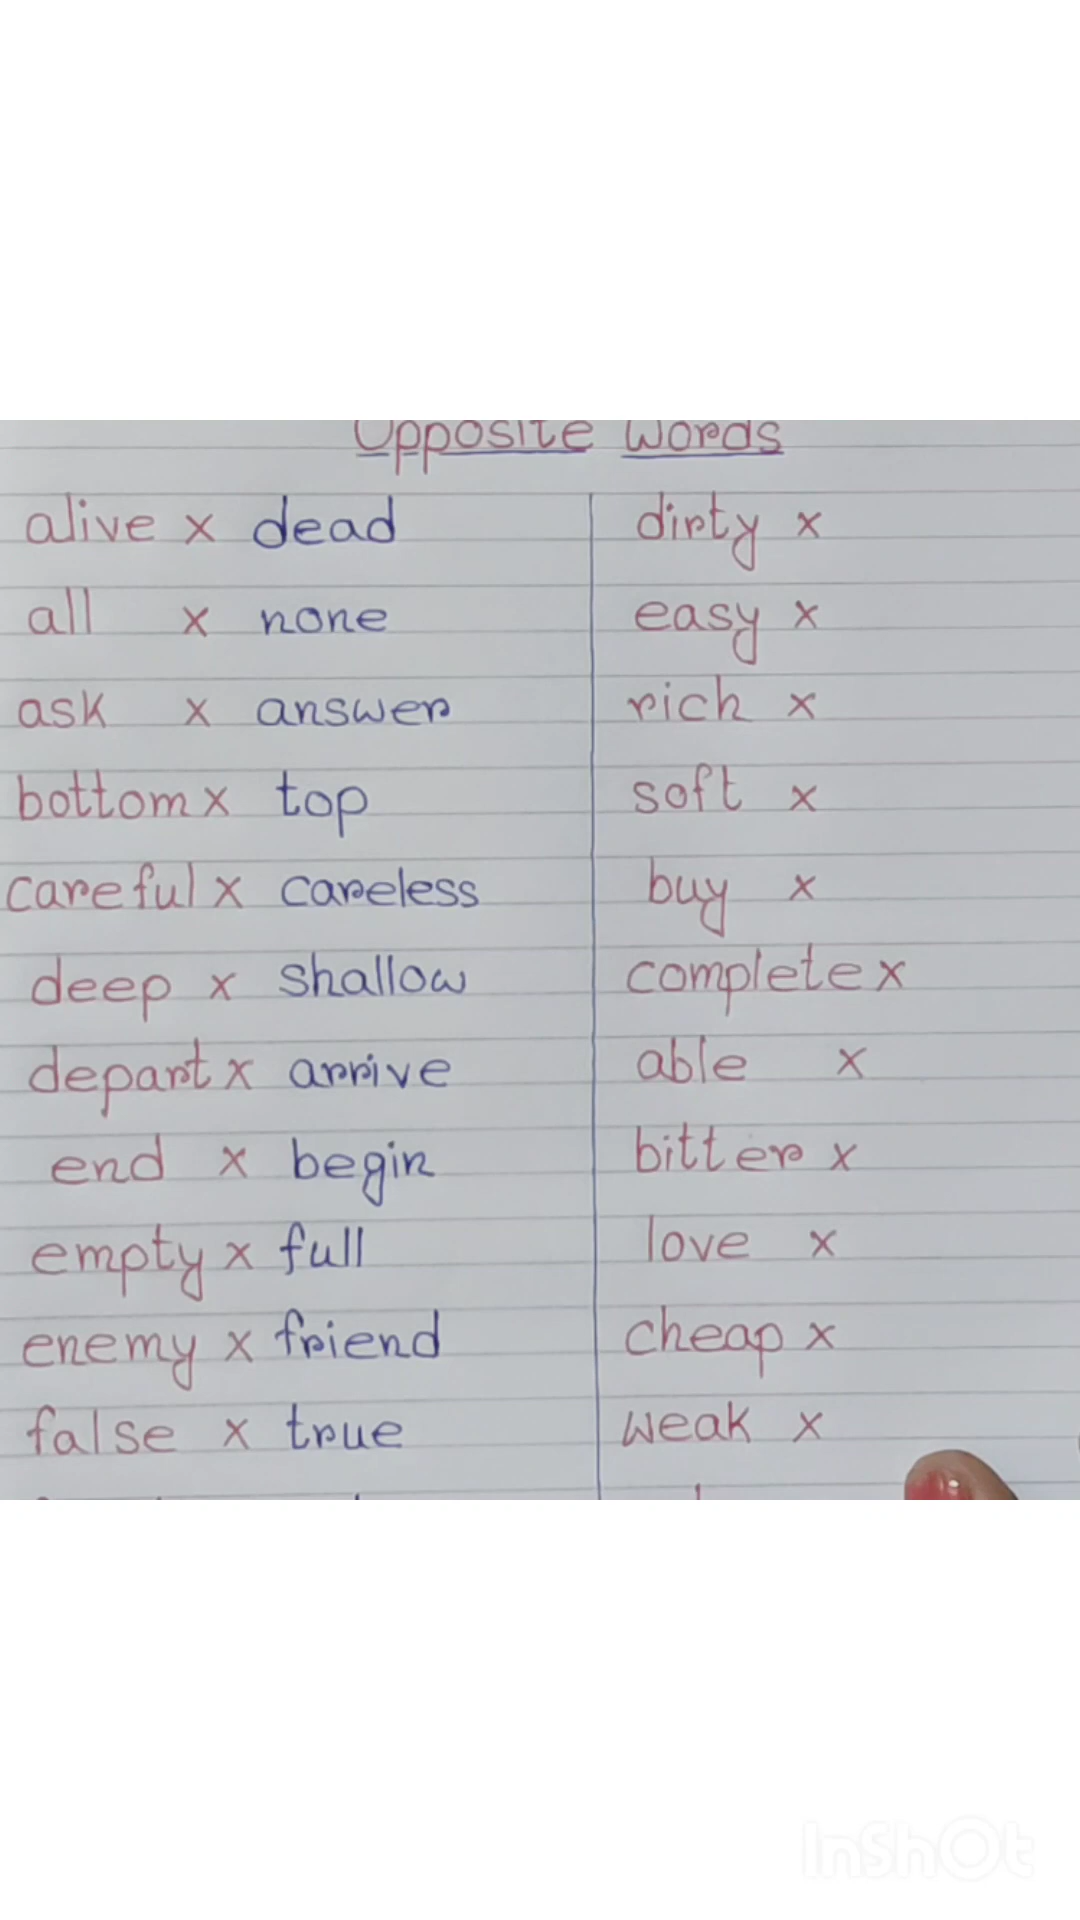 Opposite Words
alive x dead
all x none
ask x answer
bottom x top
careful x careless
deep x shallow
depart x arrive
end x begin
empty x full
enemy x friend
false x true
dirty x
easy x
rich x
soft x
buy x
complete x
able x
bitter x
love x
cheap x
weak x
InShOt